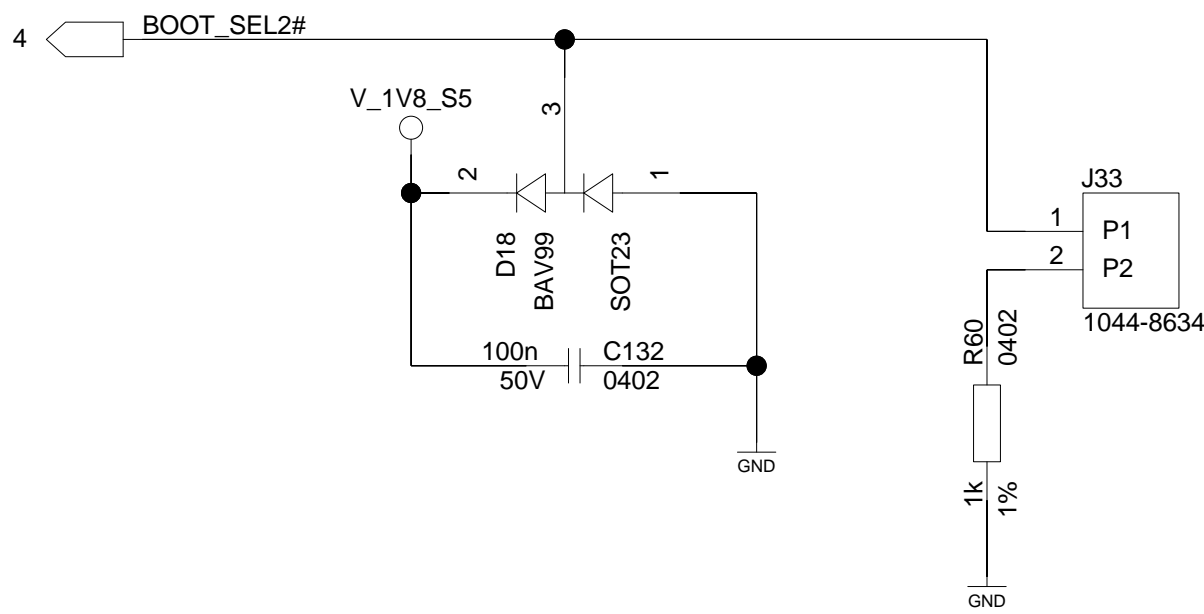 4 BOOT_SEL2#
V_1V8_S5
3
2
1
D18
BAV99
SOT23
J33
1 P1
2 P2
1044-8634
100n C132
50V 0402
R60
0402
1k
1%
GND
GND